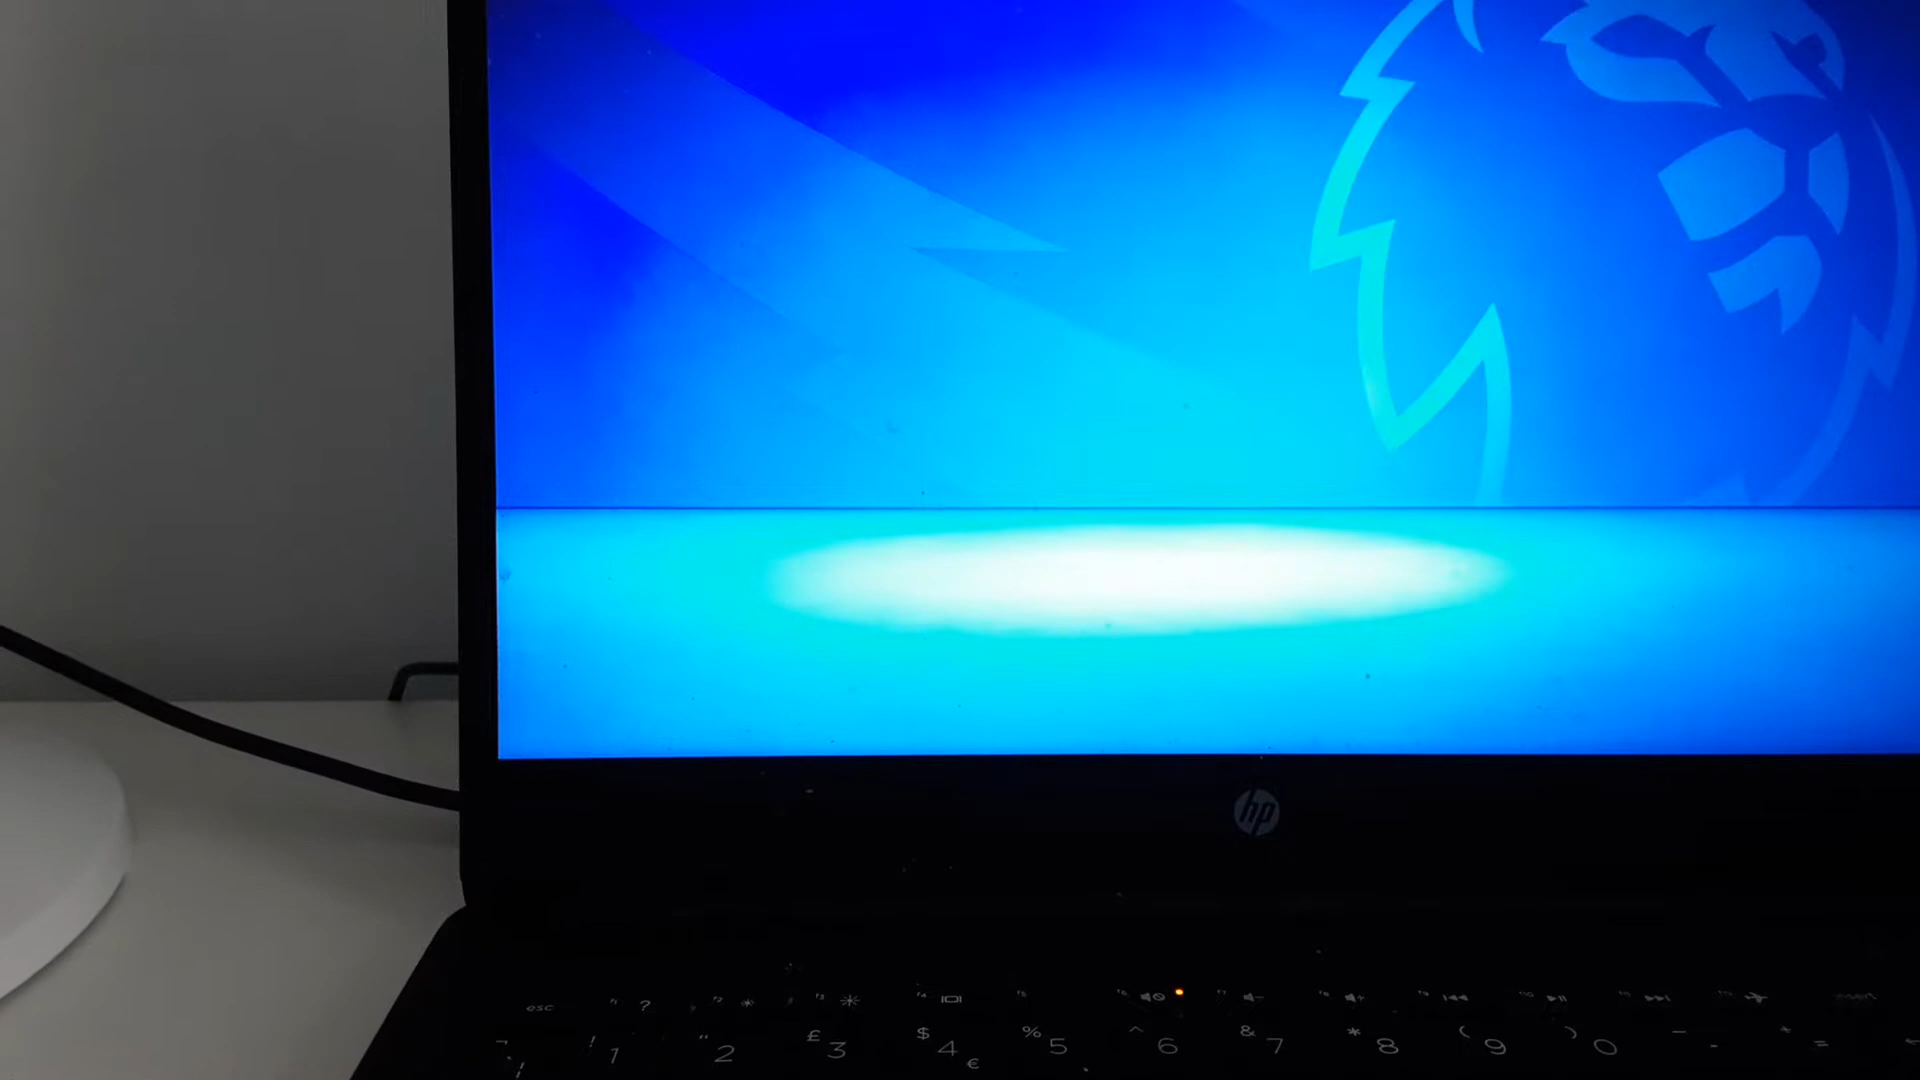 hp
esc ?
! 1 " 2 £ 3 $ 4 € % 5 ^ 6 & 7 * 8 ( 9 ) 0 _ - + =